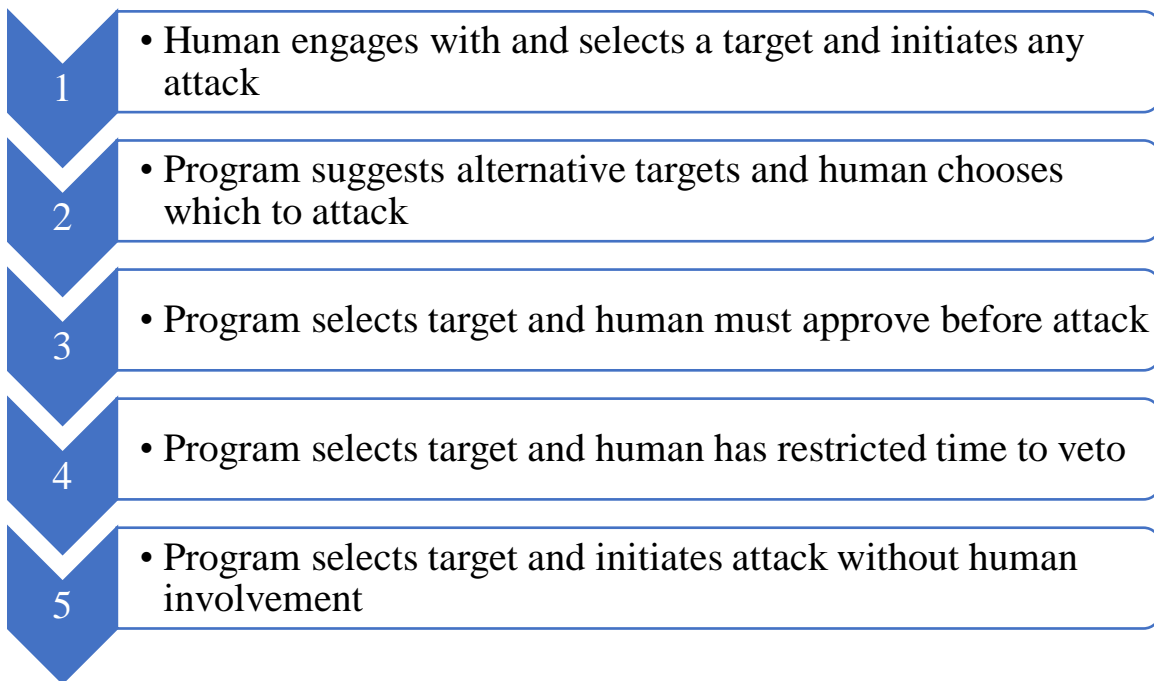 1
• Human engages with and selects a target and initiates any
attack
2
• Program suggests alternative targets and human chooses
which to attack
3
• Program selects target and human must approve before attack
4
• Program selects target and human has restricted time to veto
5
• Program selects target and initiates attack without human
involvement